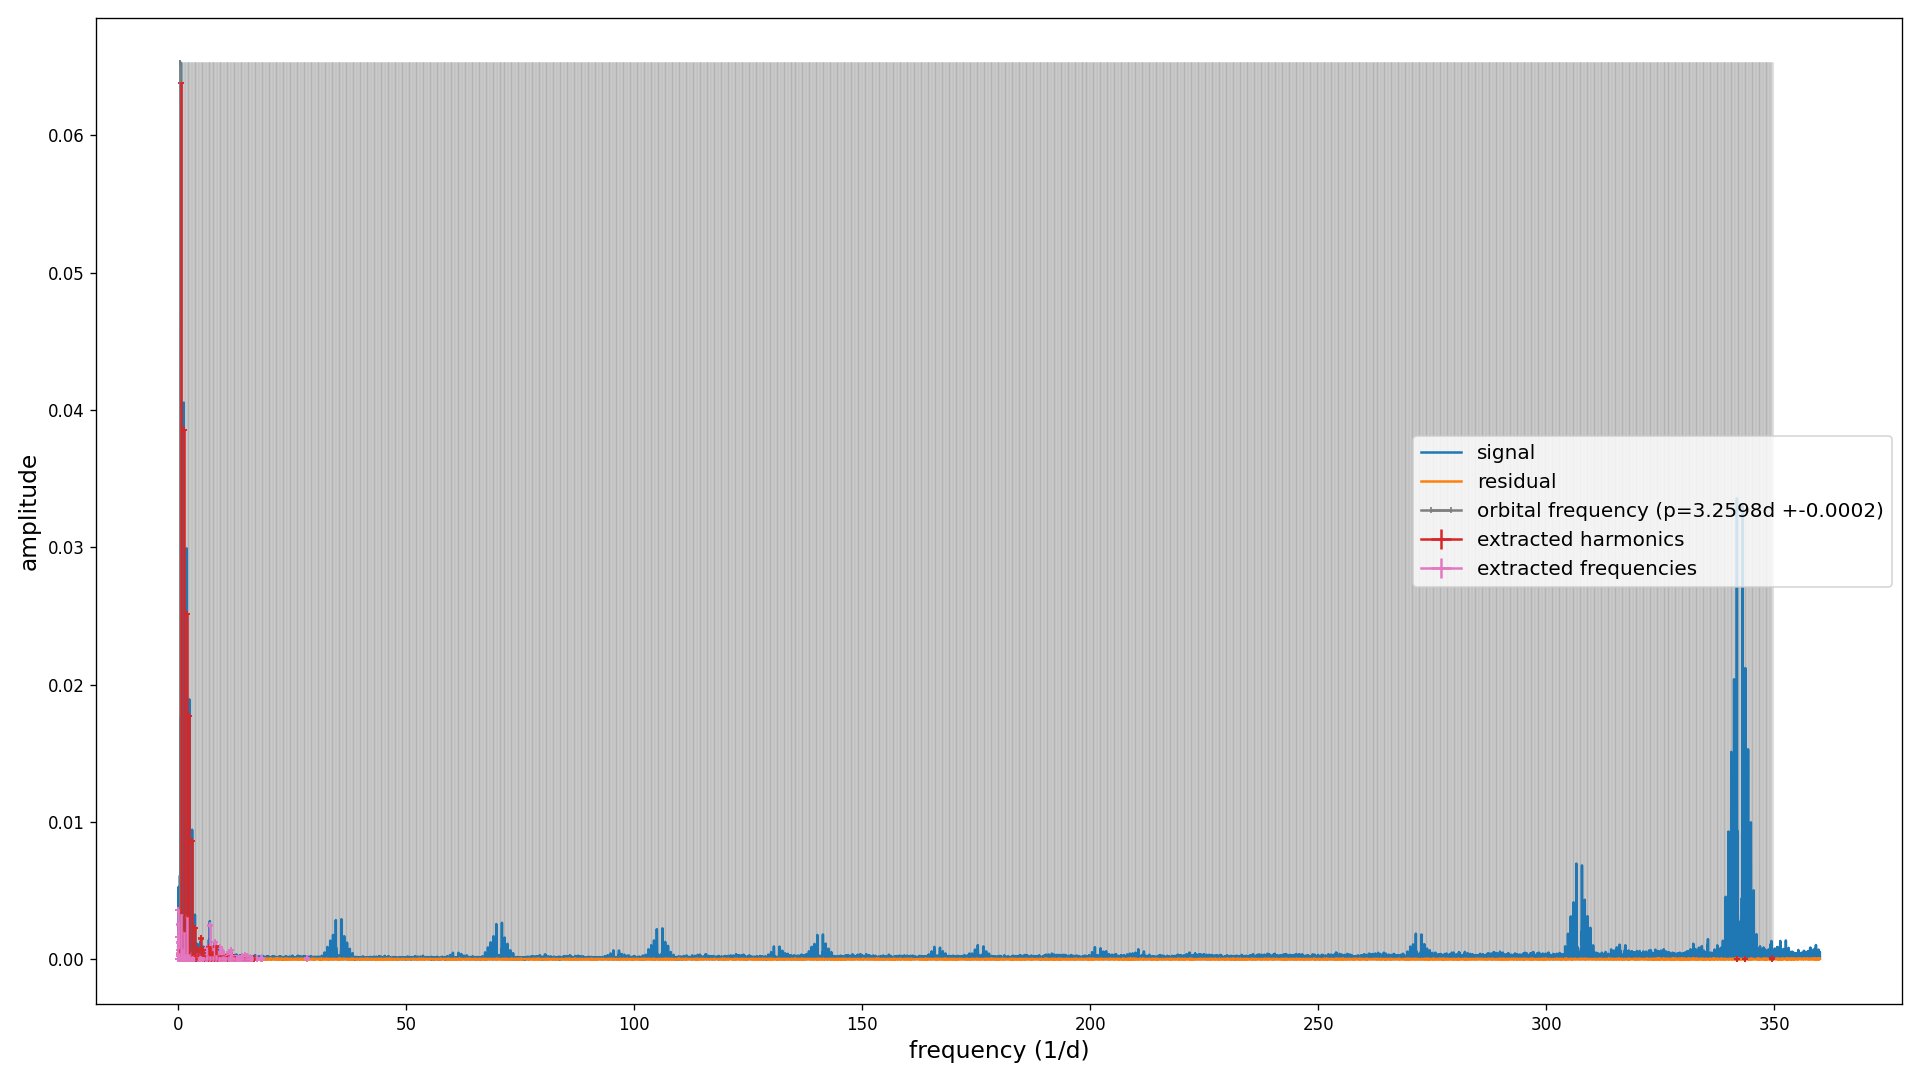 0.06
0.05
0.04
0.03
0.02
0.01
0.00
amplitude
signal
residual
orbital frequency (p=3.2598d +-0.0002)
extracted harmonics
extracted frequencies
0 50 100 150 200 250 300 350
frequency (1/d)